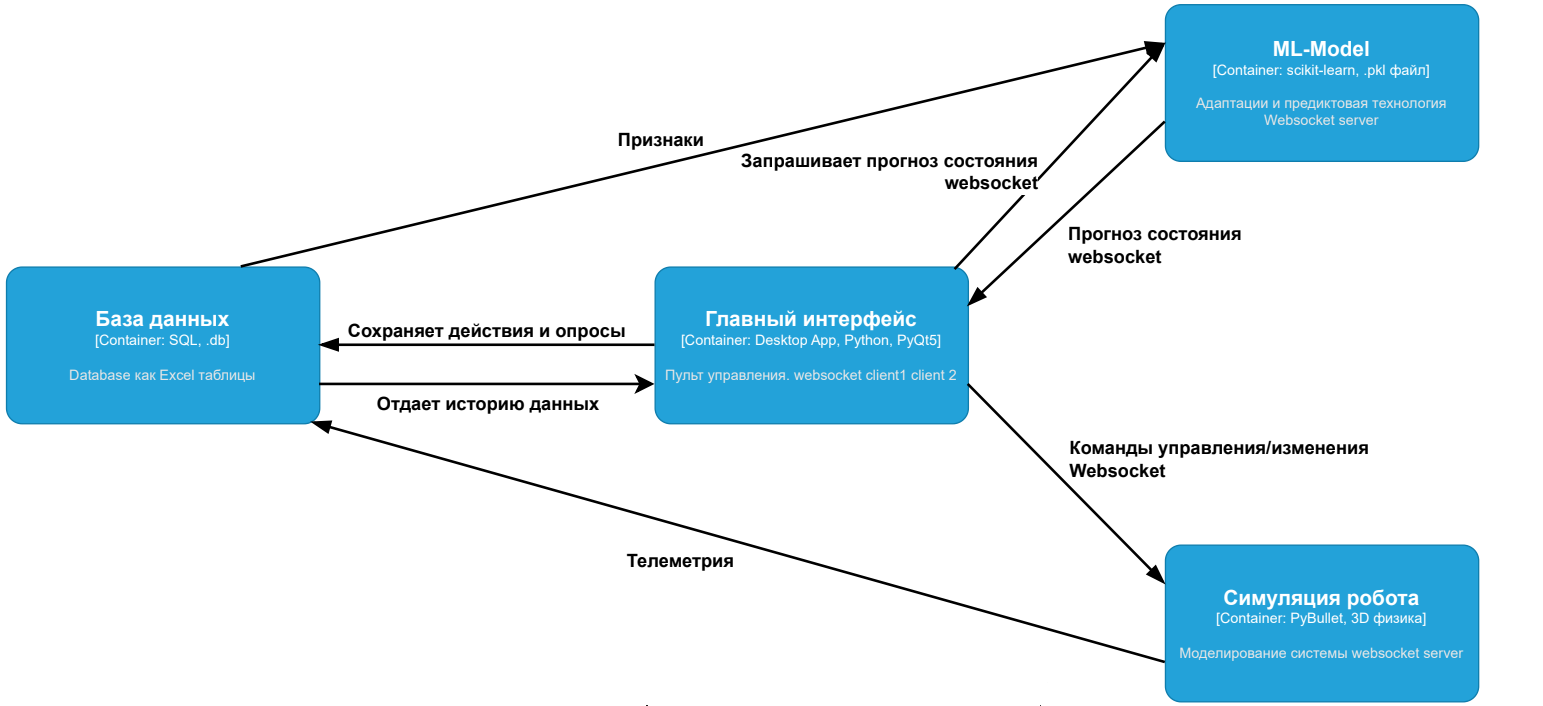 ML-Model
[Container: scikit-learn, .pkl файл]
Адаптации и предиктовая технология
Websocket server
Признаки
Запрашивает прогноз состояния
websocket
Прогноз состояния
websocket
База данных
[Container: SQL, .db]
Database как Excel таблицы
Сохраняет действия и опросы
Отдает историю данных
Главный интерфейс
[Container: Desktop App, Python, PyQt5]
Пульт управления. websocket client1 client 2
Команды управления/изменения
Websocket
Телеметрия
Симуляция робота
[Container: PyBullet, 3D физика]
Моделирование системы websocket server